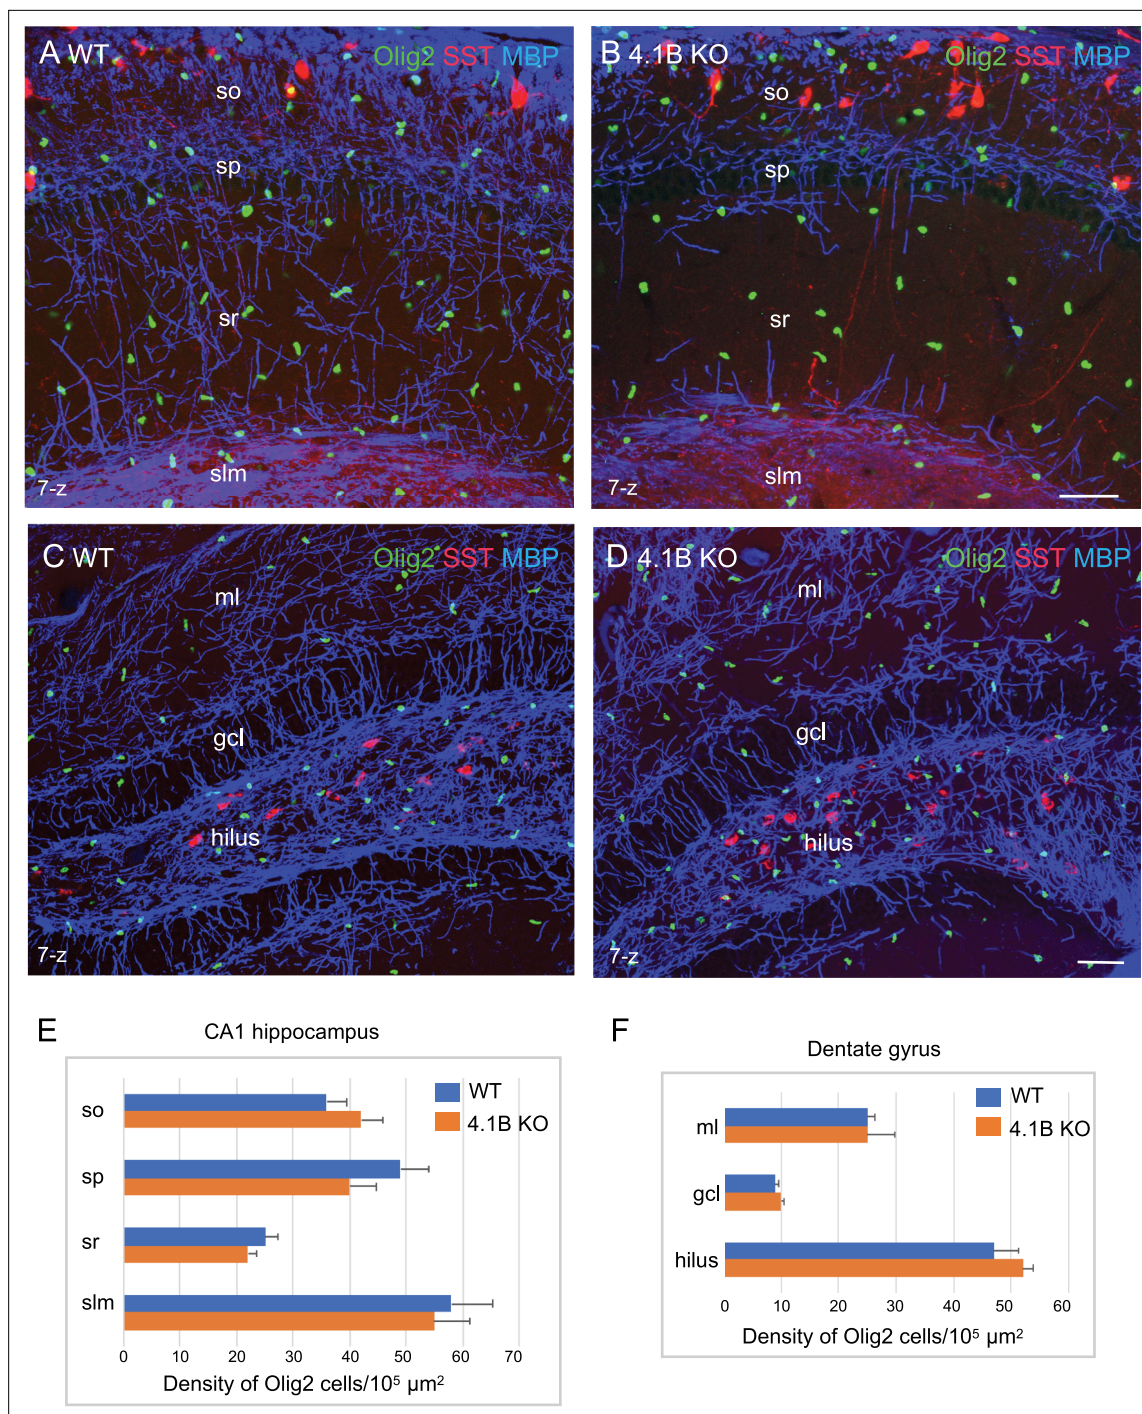 A WT
Olig2 SST MBP
so
sp
sr
slm
7-z
B 4.1B KO
Olig2 SST MBP
so
sp
sr
slm
7-z
C WT
Olig2 SST MBP
ml
gcl
hilus
7-z
D 4.1B KO
Olig2 SST MBP
ml
gcl
hilus
7-z
E
CA1 hippocampus
WT
4.1B KO
so
sp
sr
slm
0 10 20 30 40 50 60 70
Density of Olig2 cells/10⁵ µm²
F
Dentate gyrus
WT
4.1B KO
ml
gcl
hilus
0 10 20 30 40 50 60
Density of Olig2 cells/10⁵ µm²